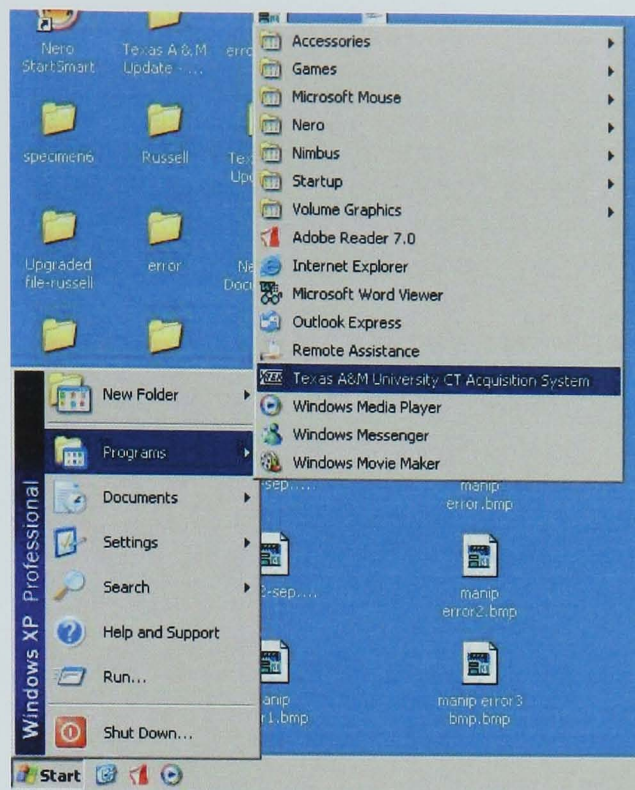 Nero
StartSmart
Texas A & M
Update - ...
specimen6
Russell
Upgraded
file-russell
error
Accessories
Games
Microsoft Mouse
Nero
Nimbus
Startup
Volume Graphics
Adobe Reader 7.0
Internet Explorer
Microsoft Word Viewer
Outlook Express
Remote Assistance
Texas A&M University CT Acquisition System
Windows Media Player
Windows Messenger
Windows Movie Maker
New Folder
Programs
Documents
Settings
Search
Help and Support
Run...
Shut Down...
Windows XP Professional
manip
error.bmp
manip
error2.bmp
manip error3
bmp.bmp
Start